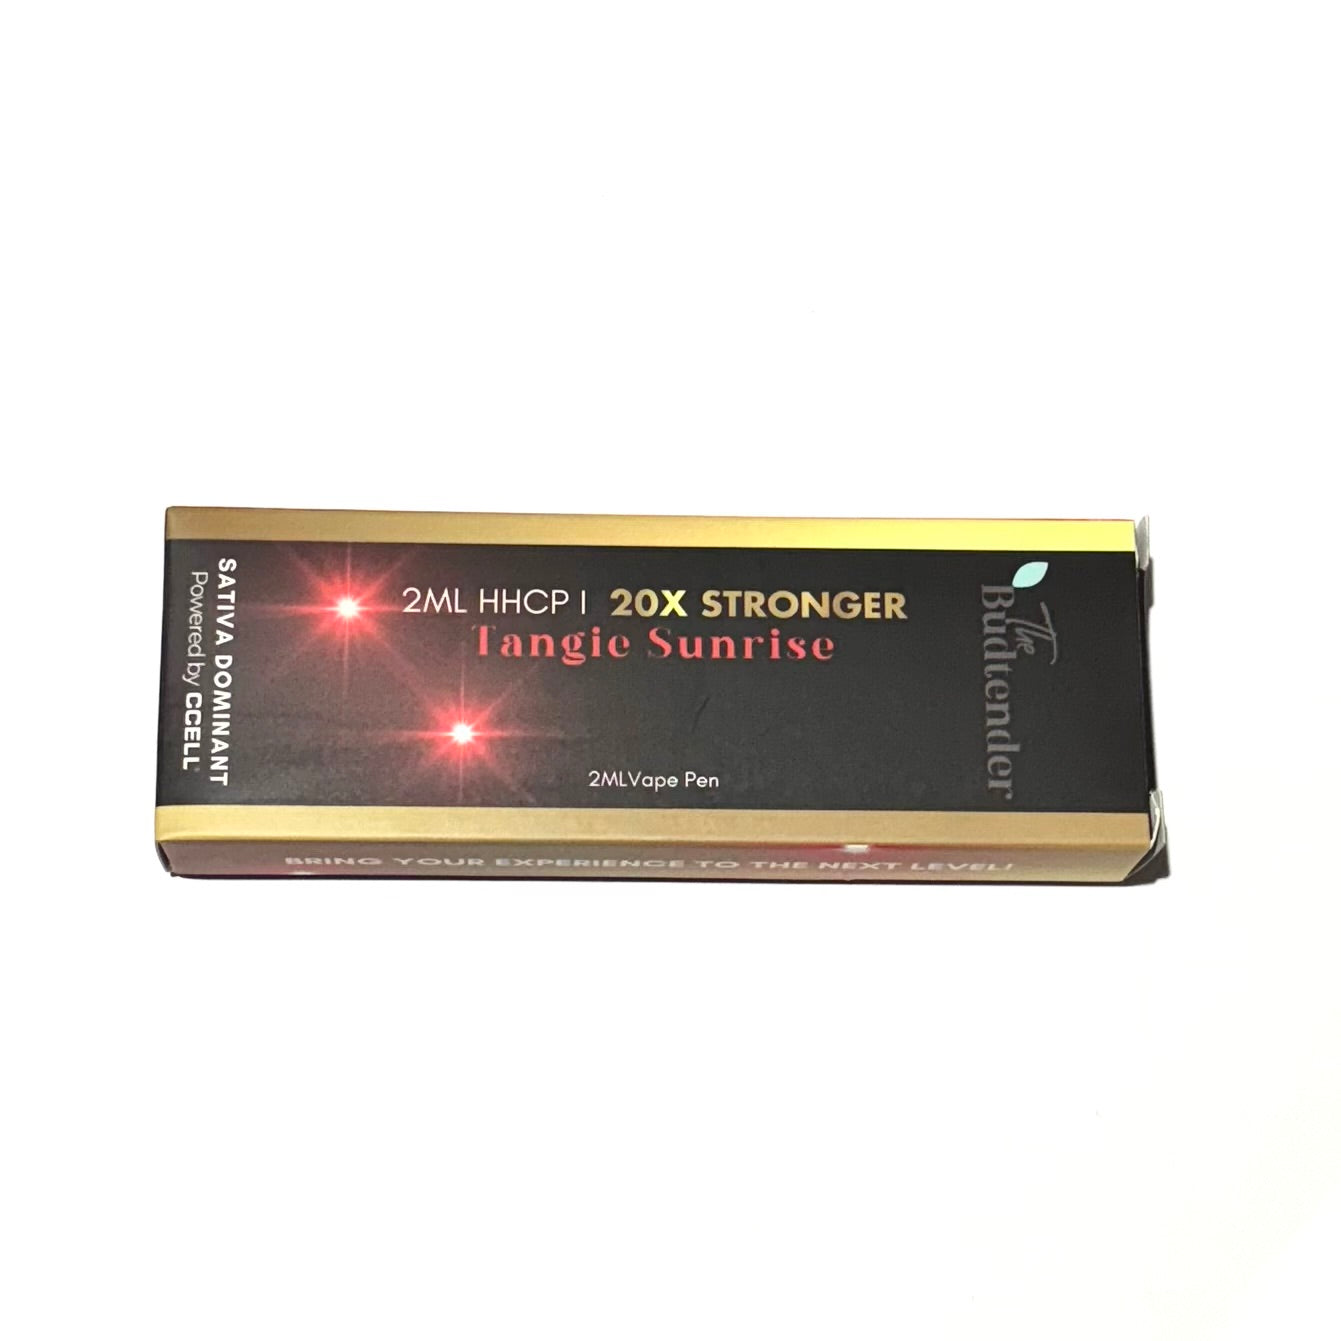 SATIVA DOMINANT
Powered by CCELL®
2ML HHCP | 20X STRONGER
Tangie Sunrise
2MLVape Pen
The
Budtender
BRING YOUR EXPERIENCE TO THE NEXT LEVEL!